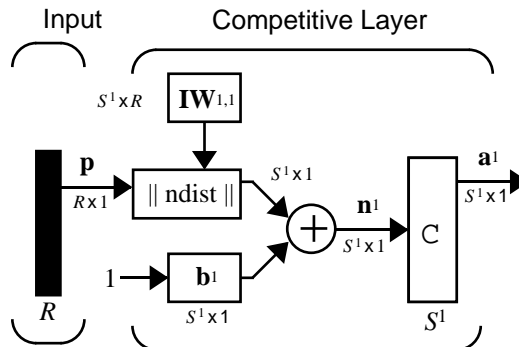 Input
Competitive Layer
S¹×R
IW1,1
p
R×1
|| ndist ||
S¹×1
n¹
S¹×1
C
a¹
S¹×1
1
b¹
S¹×1
R
S¹